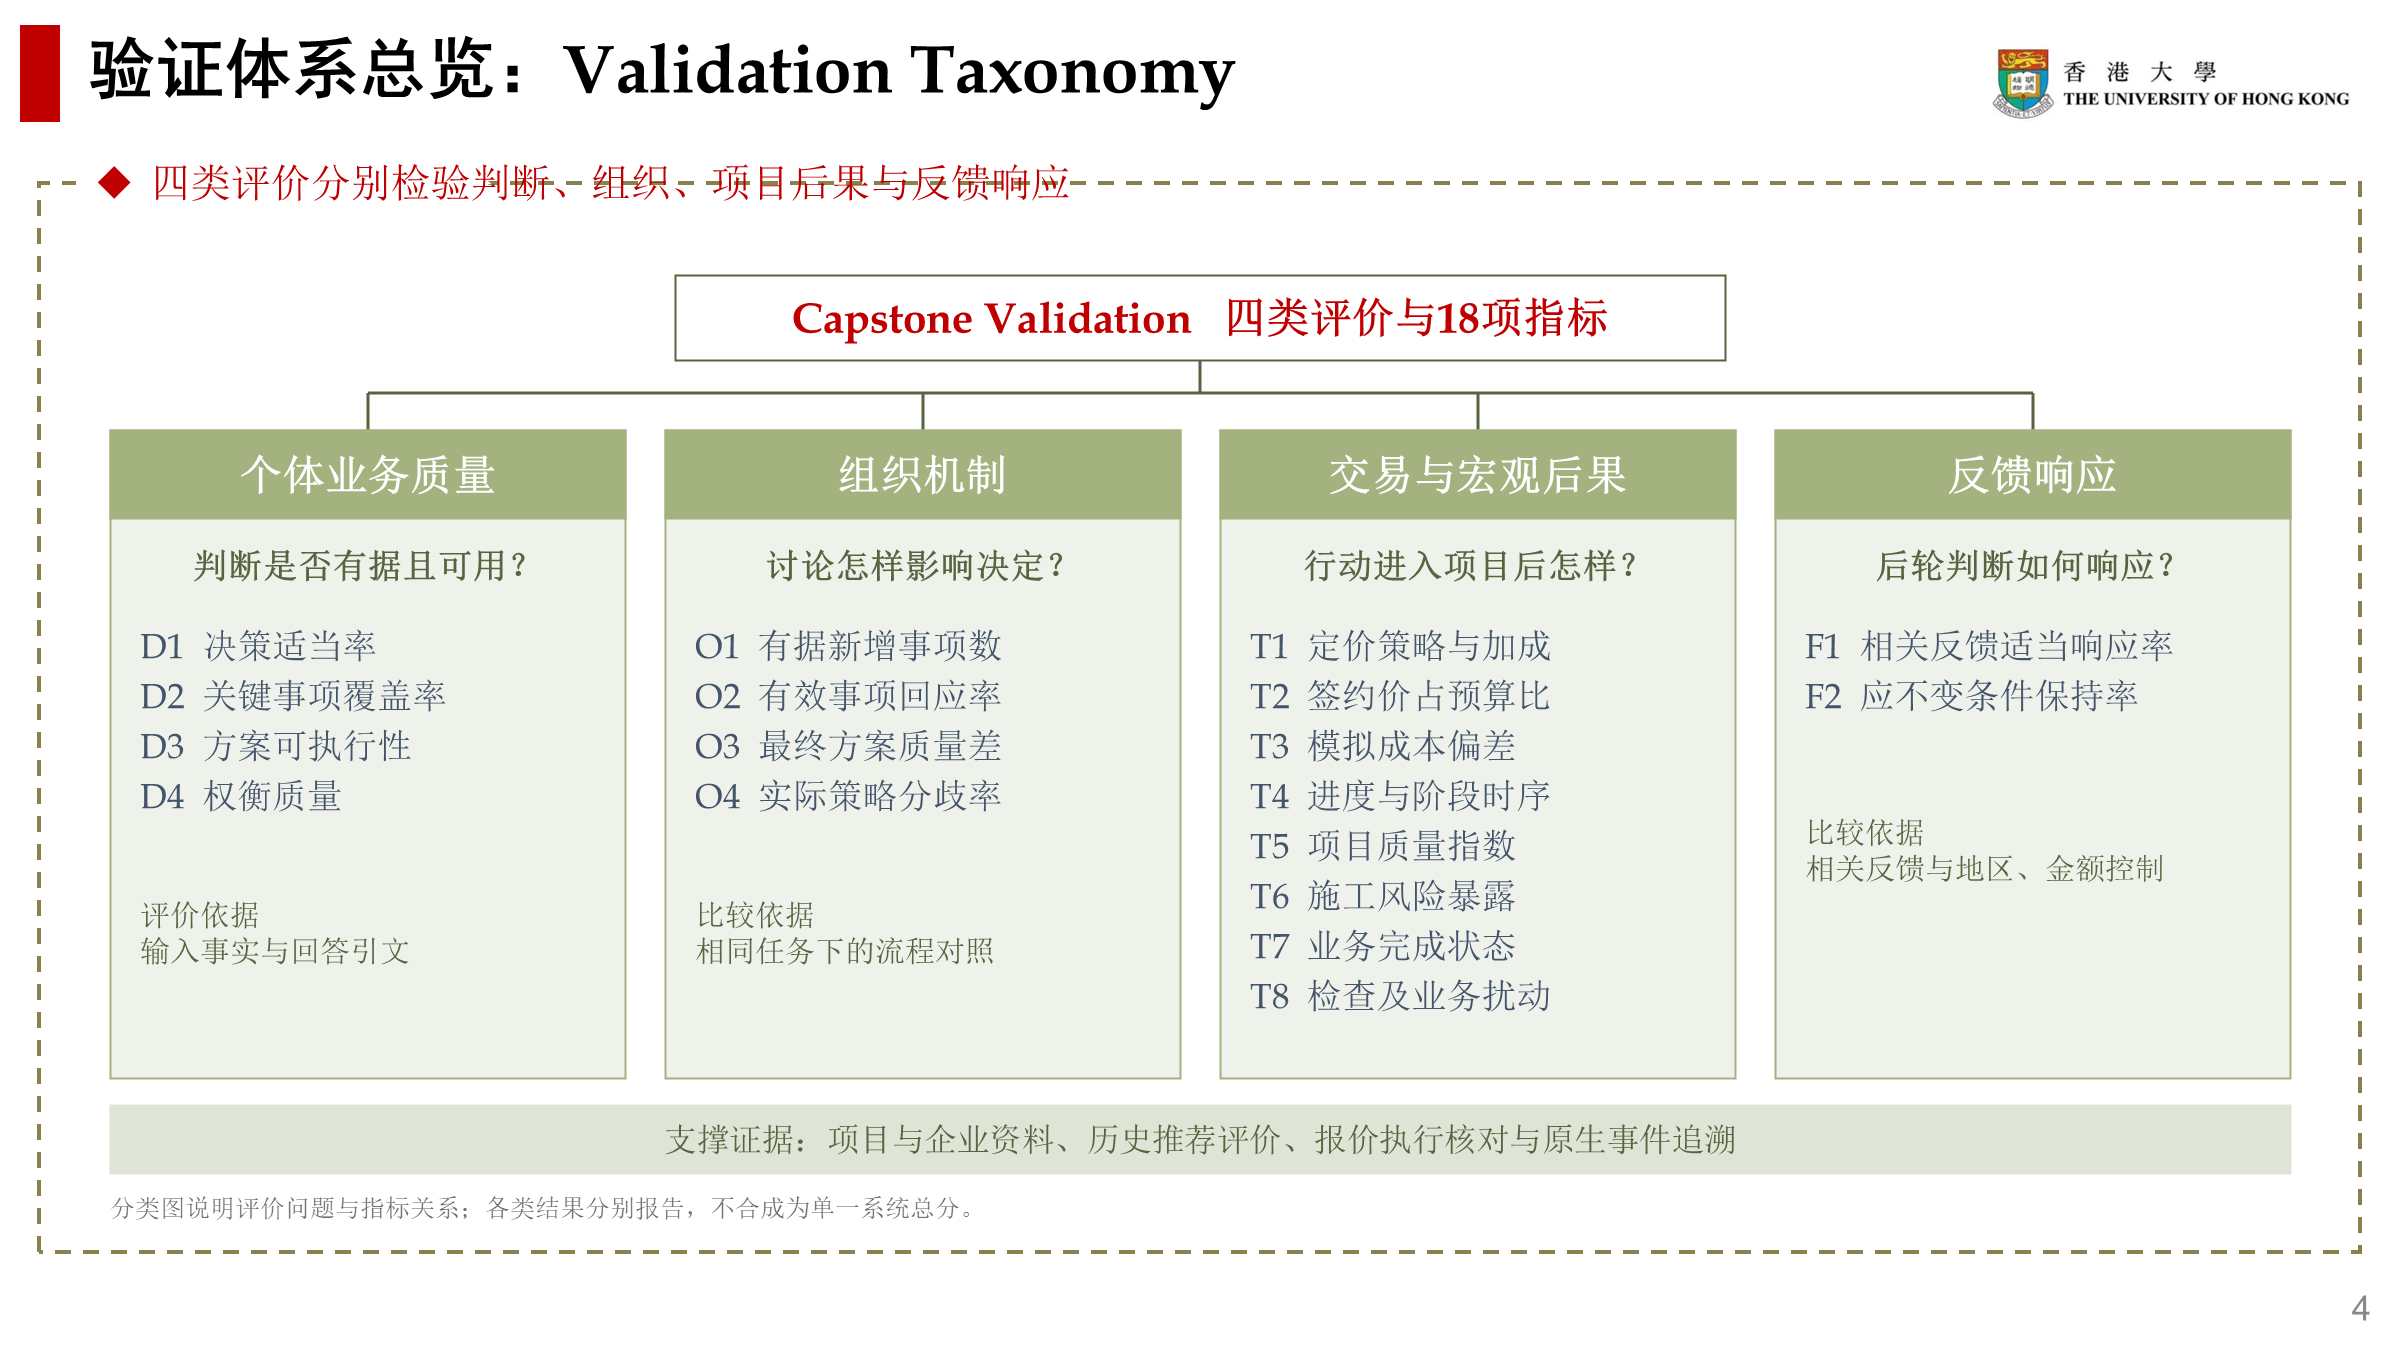 验证体系总览：Validation Taxonomy
香港大學
THE UNIVERSITY OF HONG KONG
◆ 四类评价分别检验判断、组织、项目后果与反馈响应
Capstone Validation 四类评价与18项指标
个体业务质量
判断是否有据且可用？
D1 决策适当率
D2 关键事项覆盖率
D3 方案可执行性
D4 权衡质量
评价依据
输入事实与回答引文
组织机制
讨论怎样影响决定？
O1 有据新增事项数
O2 有效事项回应率
O3 最终方案质量差
O4 实际策略分歧率
比较依据
相同任务下的流程对照
交易与宏观后果
行动进入项目后怎样？
T1 定价策略与加成
T2 签约价占预算比
T3 模拟成本偏差
T4 进度与阶段时序
T5 项目质量指数
T6 施工风险暴露
T7 业务完成状态
T8 检查及业务扰动
反馈响应
后轮判断如何响应？
F1 相关反馈适当响应率
F2 应不变条件保持率
比较依据
相关反馈与地区、金额控制
支撑证据：项目与企业资料、历史推荐评价、报价执行核对与原生事件追溯
分类图说明评价问题与指标关系；各类结果分别报告，不合成为单一系统总分。
4